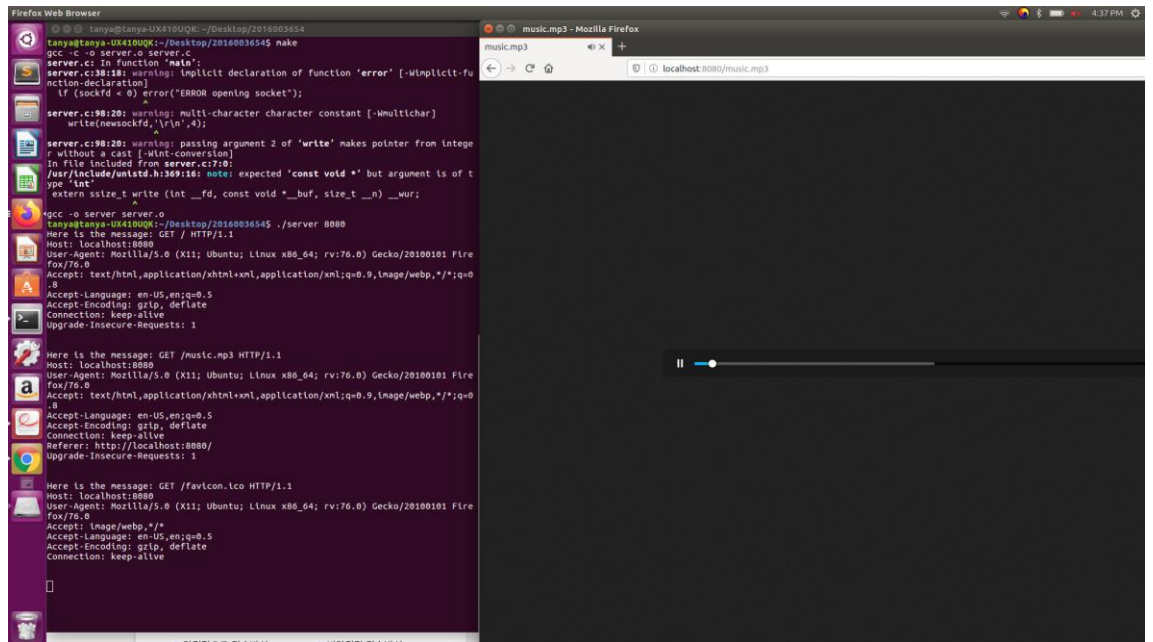 Firefox Web Browser
4:37 PM
tanya@tanya-UX410UQK: ~/Desktop/2016003654
tanya@tanya-UX410UQK:~/Desktop/2016003654$ make
gcc -c -o server.o server.c
server.c: In function ‘main’:
server.c:38:18: warning: implicit declaration of function ‘error’ [-Wimplicit-fu
nction-declaration]
if (sockfd < 0) error("ERROR opening socket");
^
server.c:98:20: warning: multi-character character constant [-Wmultichar]
write(newsockfd,'\r\n',4);
^
server.c:98:20: warning: passing argument 2 of ‘write’ makes pointer from intege
r without a cast [-Wint-conversion]
In file included from server.c:7:0:
/usr/include/unistd.h:369:16: note: expected ‘const void *’ but argument is of t
ype ‘int’
extern ssize_t write (int __fd, const void *__buf, size_t __n) __wur;
^
gcc -o server server.o
tanya@tanya-UX410UQK:~/Desktop/2016003654$ ./server 8080
Here is the message: GET / HTTP/1.1
Host: localhost:8080
User-Agent: Mozilla/5.0 (X11; Ubuntu; Linux x86_64; rv:76.0) Gecko/20100101 Fire
fox/76.0
Accept: text/html,application/xhtml+xml,application/xml;q=0.9,image/webp,*/*;q=0
.8
Accept-Language: en-US,en;q=0.5
Accept-Encoding: gzip, deflate
Connection: keep-alive
Upgrade-Insecure-Requests: 1
Here is the message: GET /music.mp3 HTTP/1.1
Host: localhost:8080
User-Agent: Mozilla/5.0 (X11; Ubuntu; Linux x86_64; rv:76.0) Gecko/20100101 Fire
fox/76.0
Accept: text/html,application/xhtml+xml,application/xml;q=0.9,image/webp,*/*;q=0
.8
Accept-Language: en-US,en;q=0.5
Accept-Encoding: gzip, deflate
Connection: keep-alive
Referer: http://localhost:8080/
Upgrade-Insecure-Requests: 1
Here is the message: GET /favicon.ico HTTP/1.1
Host: localhost:8080
User-Agent: Mozilla/5.0 (X11; Ubuntu; Linux x86_64; rv:76.0) Gecko/20100101 Fire
fox/76.0
Accept: image/webp,*/*
Accept-Language: en-US,en;q=0.5
Accept-Encoding: gzip, deflate
Connection: keep-alive
music.mp3 - Mozilla Firefox
music.mp3
localhost:8080/music.mp3